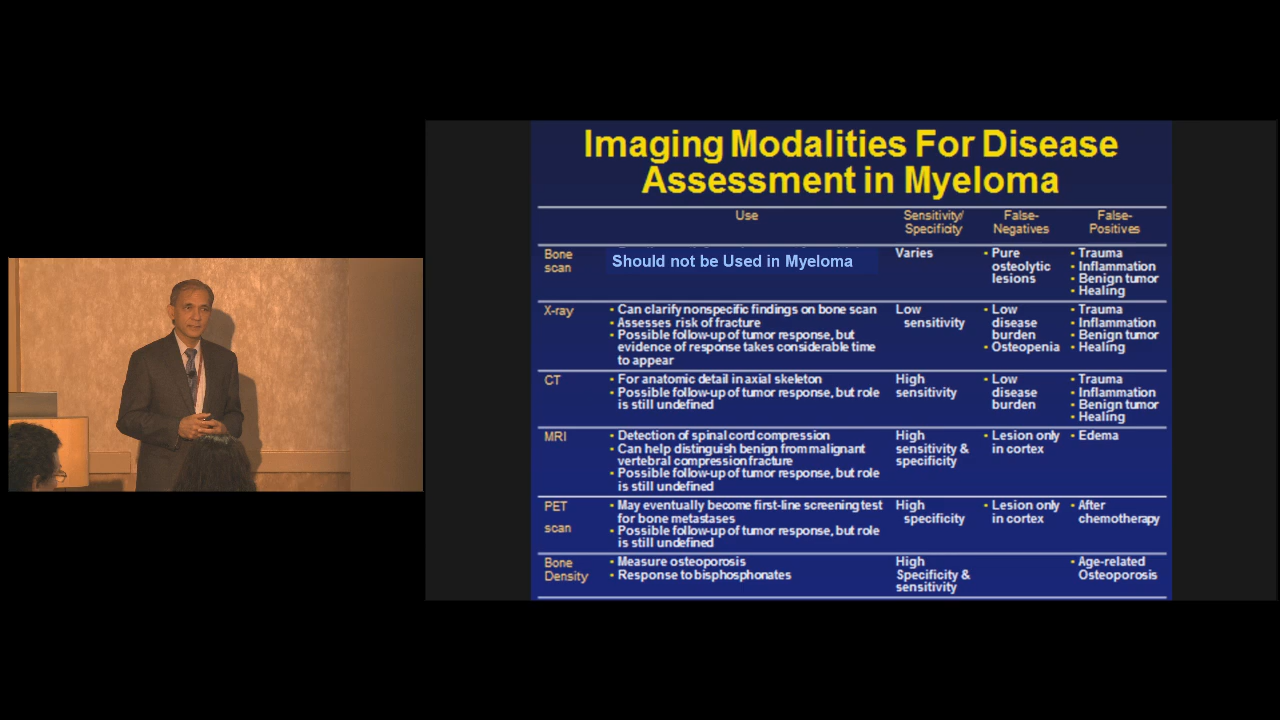 Imaging Modalities For Disease
Assessment in Myeloma
Use
Sensitivity/
Specificity
False-
Negatives
False-
Positives
Bone
scan
Should not be Used in Myeloma
Varies
• Pure
osteolytic
lesions
• Trauma
• Inflammation
• Benign tumor
• Healing
X-ray
• Can clarify nonspecific findings on bone scan
• Assesses risk of fracture
• Possible follow-up of tumor response, but
evidence of response takes considerable time
to appear
Low
sensitivity
• Low
disease
burden
• Osteopenia
• Trauma
• Inflammation
• Benign tumor
• Healing
CT
• For anatomic detail in axial skeleton
• Possible follow-up of tumor response, but role
is still undefined
High
sensitivity
• Low
disease
burden
• Trauma
• Inflammation
• Benign tumor
• Healing
MRI
• Detection of spinal cord compression
• Can help distinguish benign from malignant
vertebral compression fracture
• Possible follow-up of tumor response, but role
is still undefined
High
sensitivity &
specificity
• Lesion only
in cortex
• Edema
PET
scan
• May eventually become first-line screening test
for bone metastases
• Possible follow-up of tumor response, but role
is still undefined
High
specificity
• Lesion only
in cortex
• After
chemotherapy
Bone
Density
• Measure osteoporosis
• Response to bisphosphonates
High
Specificity &
sensitivity
• Age-related
Osteoporosis